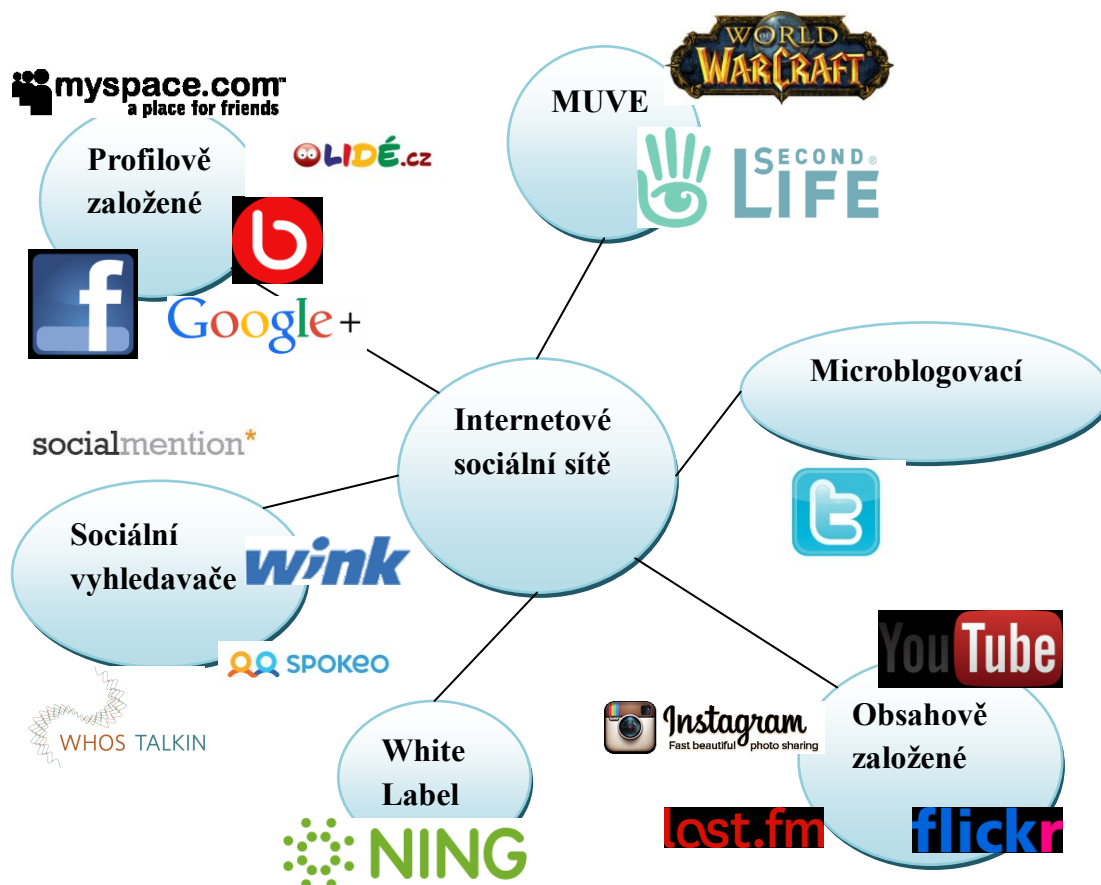 WORLD
OF
WARCRAFT
MUVE
SECOND®
LIFE
myspace.com™
a place for friends
Profilově
založené
LIDÉ.cz
b
f
Google +
Internetové
sociální sítě
Microblogovací
t
socialmention*
Sociální
vyhledavače
wink
SPOKEO
WHOS TALKIN
White
Label
NING
YouTube
Instagram
Fast beautiful photo sharing
Obsahově
založené
last.fm
flickr